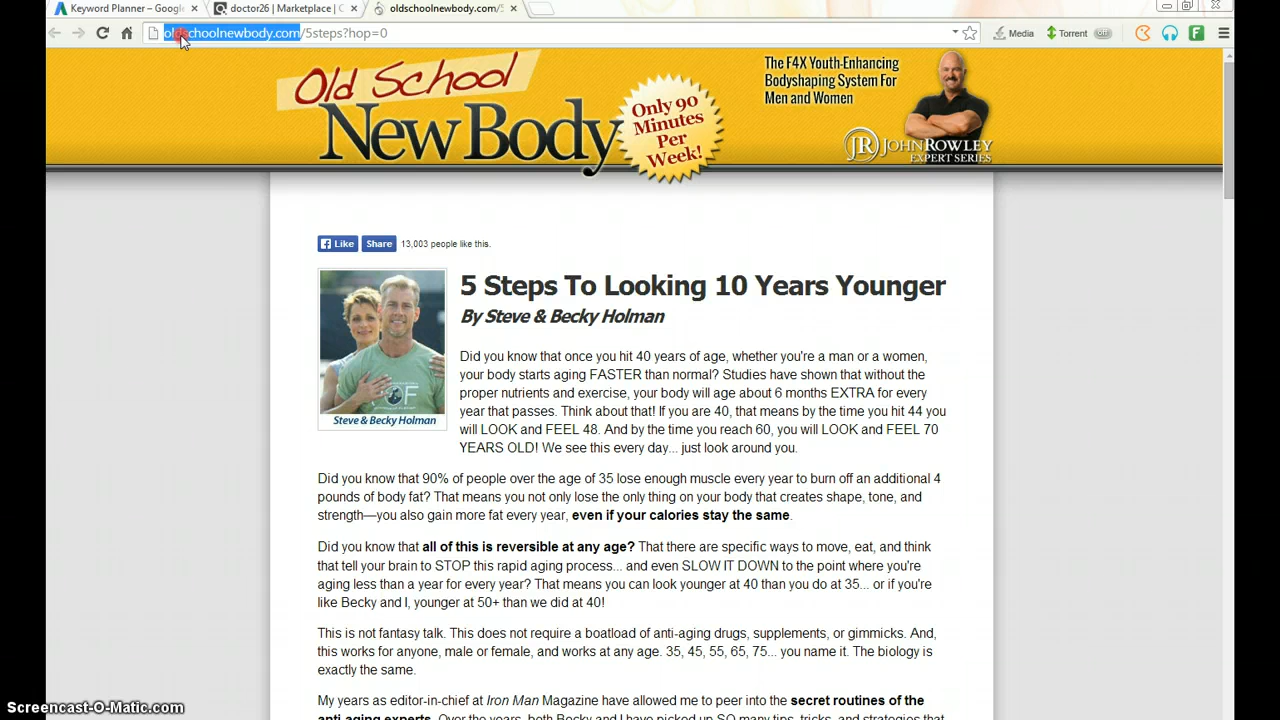 Keyword Planner – Google
doctor26 | Marketplace | C
oldschoolnewbody.com/5
oldschoolnewbody.com/5steps?hop=0
Media
Torrent
off
Old School
New Body
Only 90
Minutes
Per
Week!
The F4X Youth-Enhancing
Bodyshaping System For
Men and Women
JR JOHN ROWLEY
EXPERT SERIES
Like
Share
13,003 people like this.
5 Steps To Looking 10 Years Younger
By Steve & Becky Holman
Steve & Becky Holman
Did you know that once you hit 40 years of age, whether you're a man or a women,
your body starts aging FASTER than normal? Studies have shown that without the
proper nutrients and exercise, your body will age about 6 months EXTRA for every
year that passes. Think about that! If you are 40, that means by the time you hit 44 you
will LOOK and FEEL 48. And by the time you reach 60, you will LOOK and FEEL 70
YEARS OLD! We see this every day... just look around you.
Did you know that 90% of people over the age of 35 lose enough muscle every year to burn off an additional 4
pounds of body fat? That means you not only lose the only thing on your body that creates shape, tone, and
strength—you also gain more fat every year, even if your calories stay the same.
Did you know that all of this is reversible at any age? That there are specific ways to move, eat, and think
that tell your brain to STOP this rapid aging process... and even SLOW IT DOWN to the point where you're
aging less than a year for every year? That means you can look younger at 40 than you do at 35... or if you're
like Becky and I, younger at 50+ than we did at 40!
This is not fantasy talk. This does not require a boatload of anti-aging drugs, supplements, or gimmicks. And,
this works for anyone, male or female, and works at any age. 35, 45, 55, 65, 75... you name it. The biology is
exactly the same.
My years as editor-in-chief at Iron Man Magazine have allowed me to peer into the secret routines of the
anti aging experts. Over the years, both Becky and I have picked up SO many tips, tricks, and strategies that
Screencast-O-Matic.com